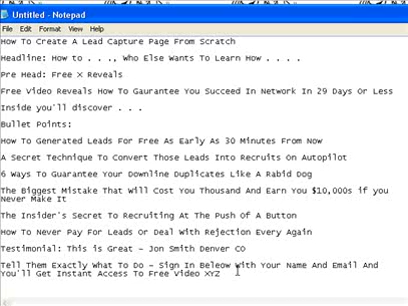 Untitled - Notepad
File Edit Format View Help
How To Create A Lead Capture Page From Scratch
Headline: How to . . ., Who Else Wants To Learn How . . . .
Pre Head: Free X Reveals
Free Video Reveals How To Gaurantee You Succeed In Network In 29 Days Or Less
Inside you'll discover . . .
Bullet Points:
How To Generated Leads For Free As Early As 30 Minutes From Now
A Secret Technique To Convert Those Leads Into Recruits On Autopilot
6 Ways To Guarantee Your Downline Duplicates Like A Rabid Dog
The Biggest Mistake That Will Cost You Thousand And Earn You $10,000s if you
Never Make It
The Insider's Secret To Recruiting At The Push Of A Button
How To Never Pay For Leads Or Deal With Rejection Every Again
Testimonial: This is Great - Jon Smith Denver CO
Tell Them Exactly What To Do - Sign In Beleow With Your Name And Email And
You'll Get Instant Access To Free Video XYZ